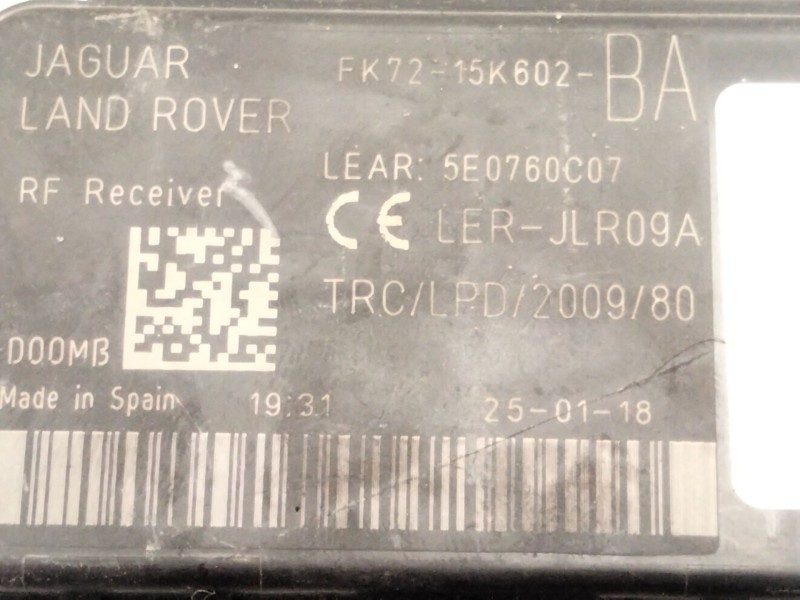 JAGUAR
LAND ROVER
FK72-15K602-BA
RF Receiver
LEAR: 5E0760C07
CE LER-JLR09A
TRC/LPD/2009/80
D00MB
Made in Spain 19:31 25-01-18